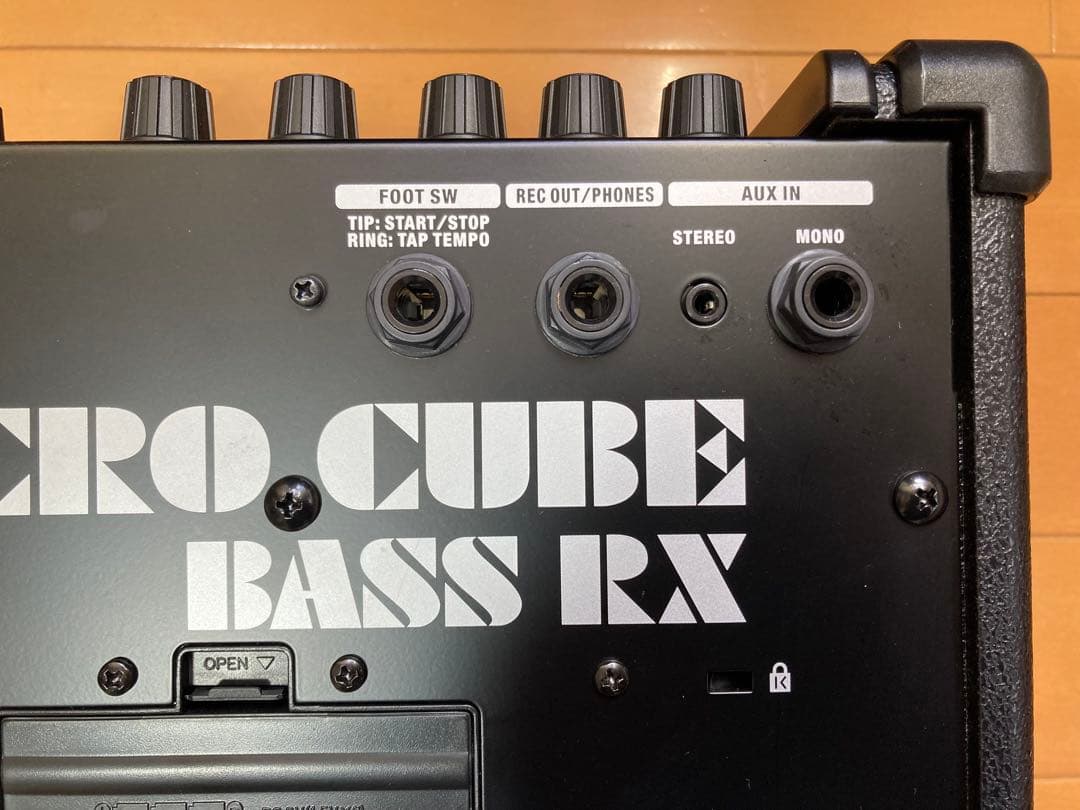 FOOT SW
TIP: START/STOP
RING: TAP TEMPO
REC OUT/PHONES
AUX IN
STEREO
MONO
CRO CUBE
BASS RX
OPEN
K